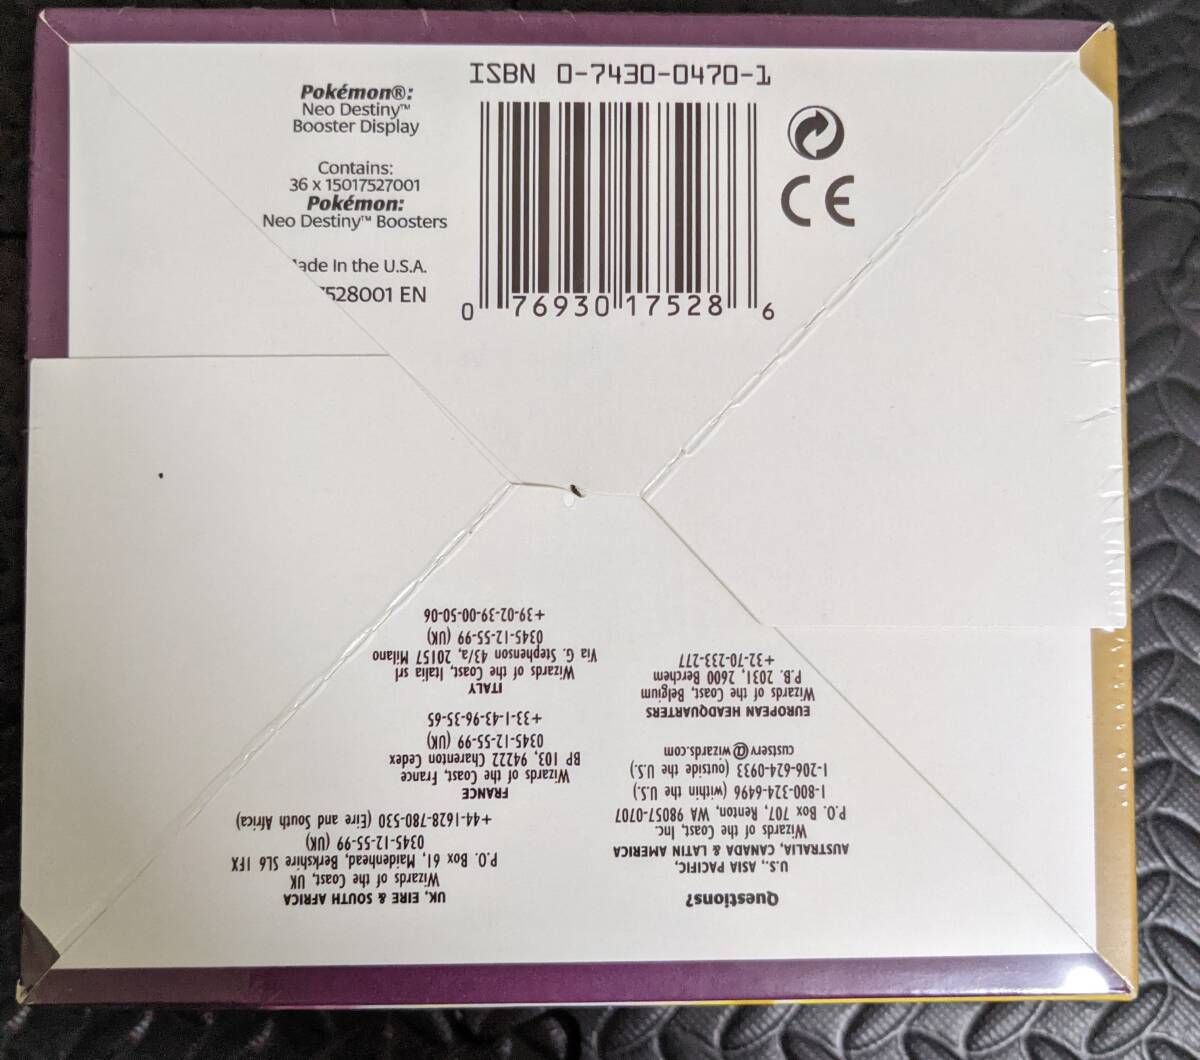 ISBN 0-7430-0470-1
Pokémon®:
Neo Destiny™
Booster Display
Contains:
36 x 15017527001
Pokémon:
Neo Destiny™ Boosters
ade In the U.S.A.
7528001 EN
0 76930 17528 6
CE
Questions?
U.S., ASIA PACIFIC,
AUSTRALIA, CANADA & LATIN AMERICA
Wizards of the Coast, Inc.
P.O. Box 707, Renton, WA 98057-0707
1-800-324-6496 (within the U.S.)
1-206-624-0933 (outside the U.S.)
custserv@wizards.com
EUROPEAN HEADQUARTERS
Wizards of the Coast, Belgium
P.B. 2031, 2600 Berchem
+32-70-233-277
UK, EIRE & SOUTH AFRICA
Wizards of the Coast, UK
P.O. Box 61, Maidenhead, Berkshire SL6 1FX
0345-12-55-99 (UK)
+44-1628-780-530 (Eire and South Africa)
FRANCE
Wizards of the Coast, France
BP 103, 94222 Charenton Cedex
0345-12-55-99 (UK)
+33-1-43-96-35-65
ITALY
Wizards of the Coast, Italia srl
Via G. Stephenson 43/a, 20157 Milano
0345-12-55-99 (UK)
+39-02-39-00-50-06